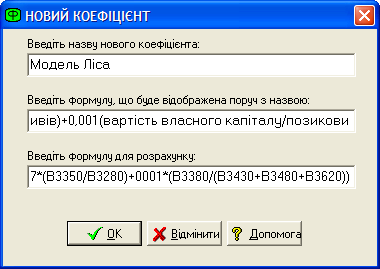 НОВИЙ КОЕФІЦІЄНТ
Введіть назву нового коефіцієнта:
Модель Ліса
Введіть формулу, що буде відображена поруч з назвою:
ивів)+0,001(вартість власного капіталу/позикови
Введіть формулу для розрахунку:
7*(B3350/B3280)+0001*(B3380/(B3430+B3480+B3620))
OK
Відмінити
? Допомога